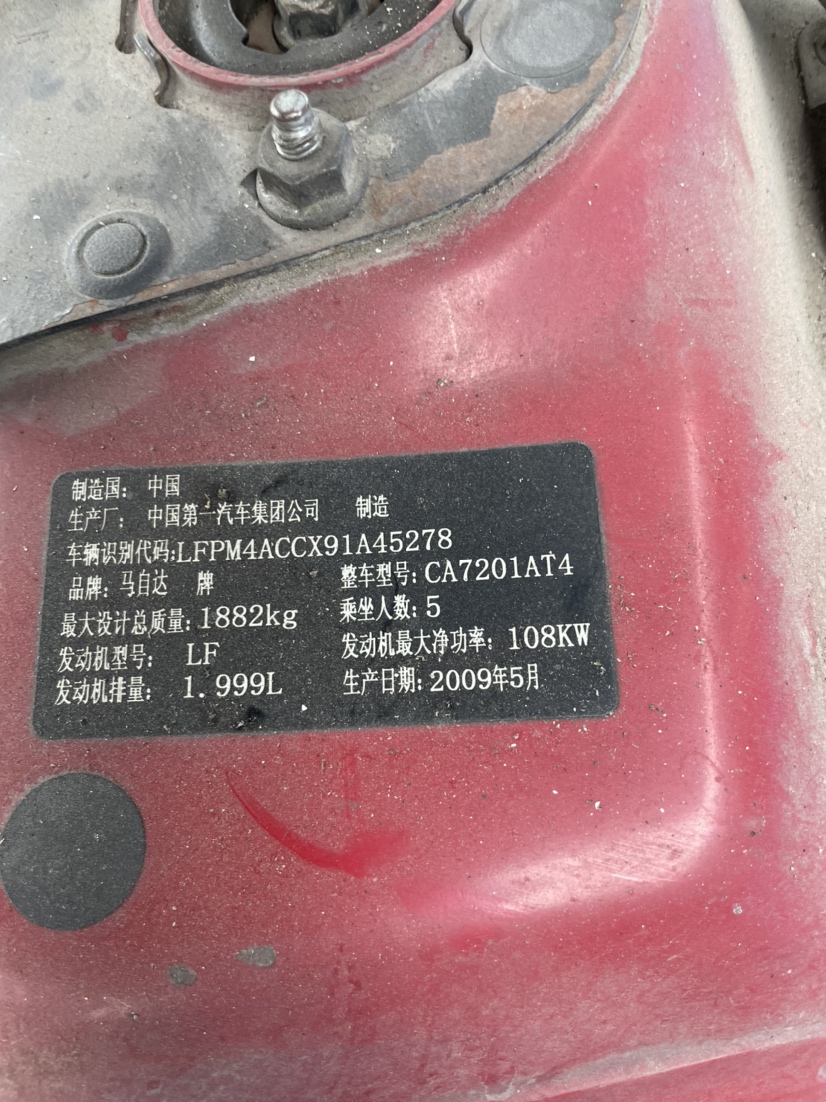 制造国: 中国
生产厂: 中国第一汽车集团公司 制造
车辆识别代码:LFPM4ACCX91A45278
品牌:马自达 牌 整车型号:CA7201AT4
最大设计总质量:1882kg 乘坐人数:5
发动机型号: LF 发动机最大净功率: 108KW
发动机排量: 1.999L 生产日期:2009年5月